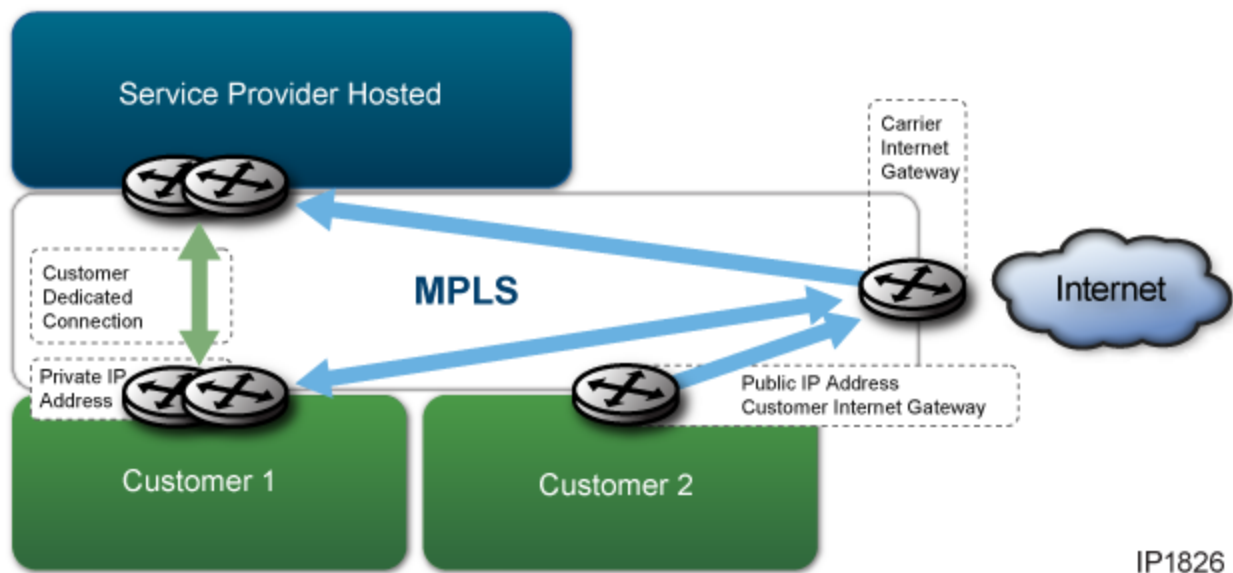 Service Provider Hosted
Carrier
Internet
Gateway
Customer
Dedicated
Connection
MPLS
Internet
Private IP
Address
Public IP Address
Customer Internet Gateway
Customer 1
Customer 2
IP1826